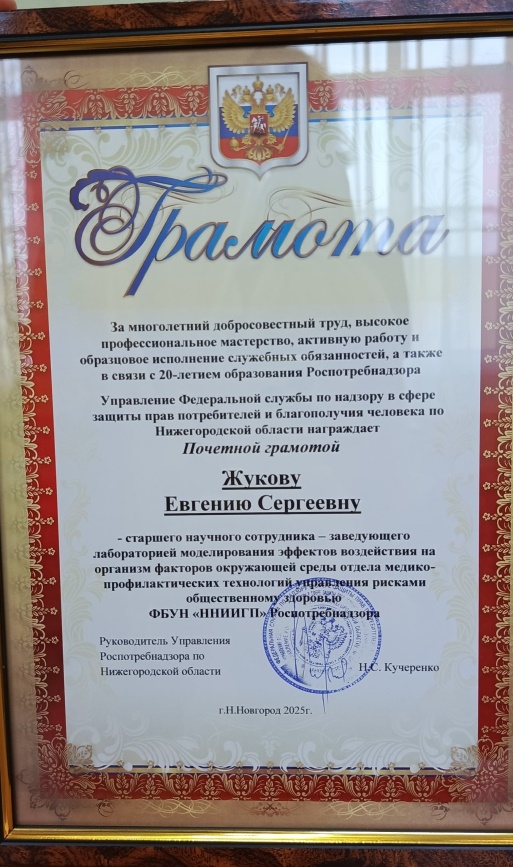 Грамота
За многолетний добросовестный труд, высокое
профессиональное мастерство, активную работу и
образцовое исполнение служебных обязанностей, а также
в связи с 20-летием образования Роспотребнадзора
Управление Федеральной службы по надзору в сфере
защиты прав потребителей и благополучия человека по
Нижегородской области награждает
Почетной грамотой
Жукову
Евгению Сергеевну
- старшего научного сотрудника – заведующего
лабораторией моделирования эффектов воздействия на
организм факторов окружающей среды отдела медико-
профилактических технологий управления рисками
общественному здоровью
ФБУН «ННИИГП» Роспотребнадзора
Руководитель Управления
Роспотребнадзора по
Нижегородской области
Н.С. Кучеренко
г.Н.Новгород 2025г.